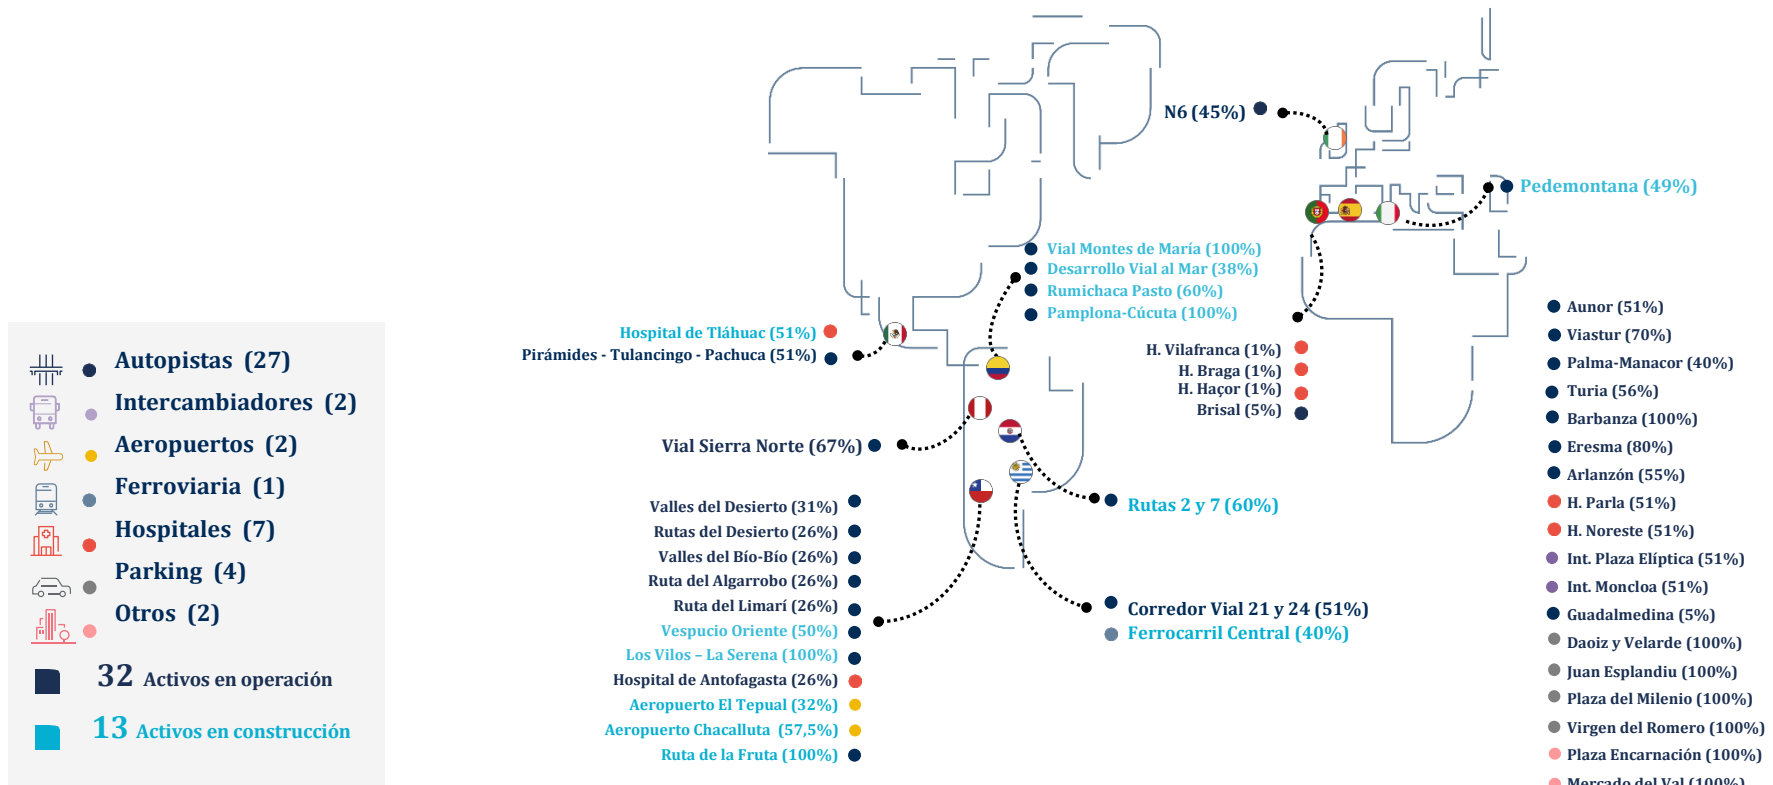 Autopistas (27)
Intercambiadores (2)
Aeropuertos (2)
Ferroviaria (1)
Hospitales (7)
Parking (4)
Otros (2)
32 Activos en operación
13 Activos en construcción
N6 (45%)
Pedemontana (49%)
Vial Montes de María (100%)
Desarrollo Vial al Mar (38%)
Rumichaca Pasto (60%)
Pamplona-Cúcuta (100%)
Hospital de Tláhuac (51%)
Pirámides - Tulancingo - Pachuca (51%)
H. Vilafranca (1%)
H. Braga (1%)
H. Haçor (1%)
Brisal (5%)
Vial Sierra Norte (67%)
Valles del Desierto (31%)
Rutas del Desierto (26%)
Valles del Bío-Bío (26%)
Ruta del Algarrobo (26%)
Ruta del Limarí (26%)
Vespucio Oriente (50%)
Los Vilos – La Serena (100%)
Hospital de Antofagasta (26%)
Aeropuerto El Tepual (32%)
Aeropuerto Chacalluta (57,5%)
Ruta de la Fruta (100%)
Rutas 2 y 7 (60%)
Corredor Vial 21 y 24 (51%)
Ferrocarril Central (40%)
Aunor (51%)
Viastur (70%)
Palma-Manacor (40%)
Turia (56%)
Barbanza (100%)
Eresma (80%)
Arlanzón (55%)
H. Parla (51%)
H. Noreste (51%)
Int. Plaza Elíptica (51%)
Int. Moncloa (51%)
Guadalmedina (5%)
Daoiz y Velarde (100%)
Juan Esplandiu (100%)
Plaza del Milenio (100%)
Virgen del Romero (100%)
Plaza Encarnación (100%)
Mercado del Val (100%)